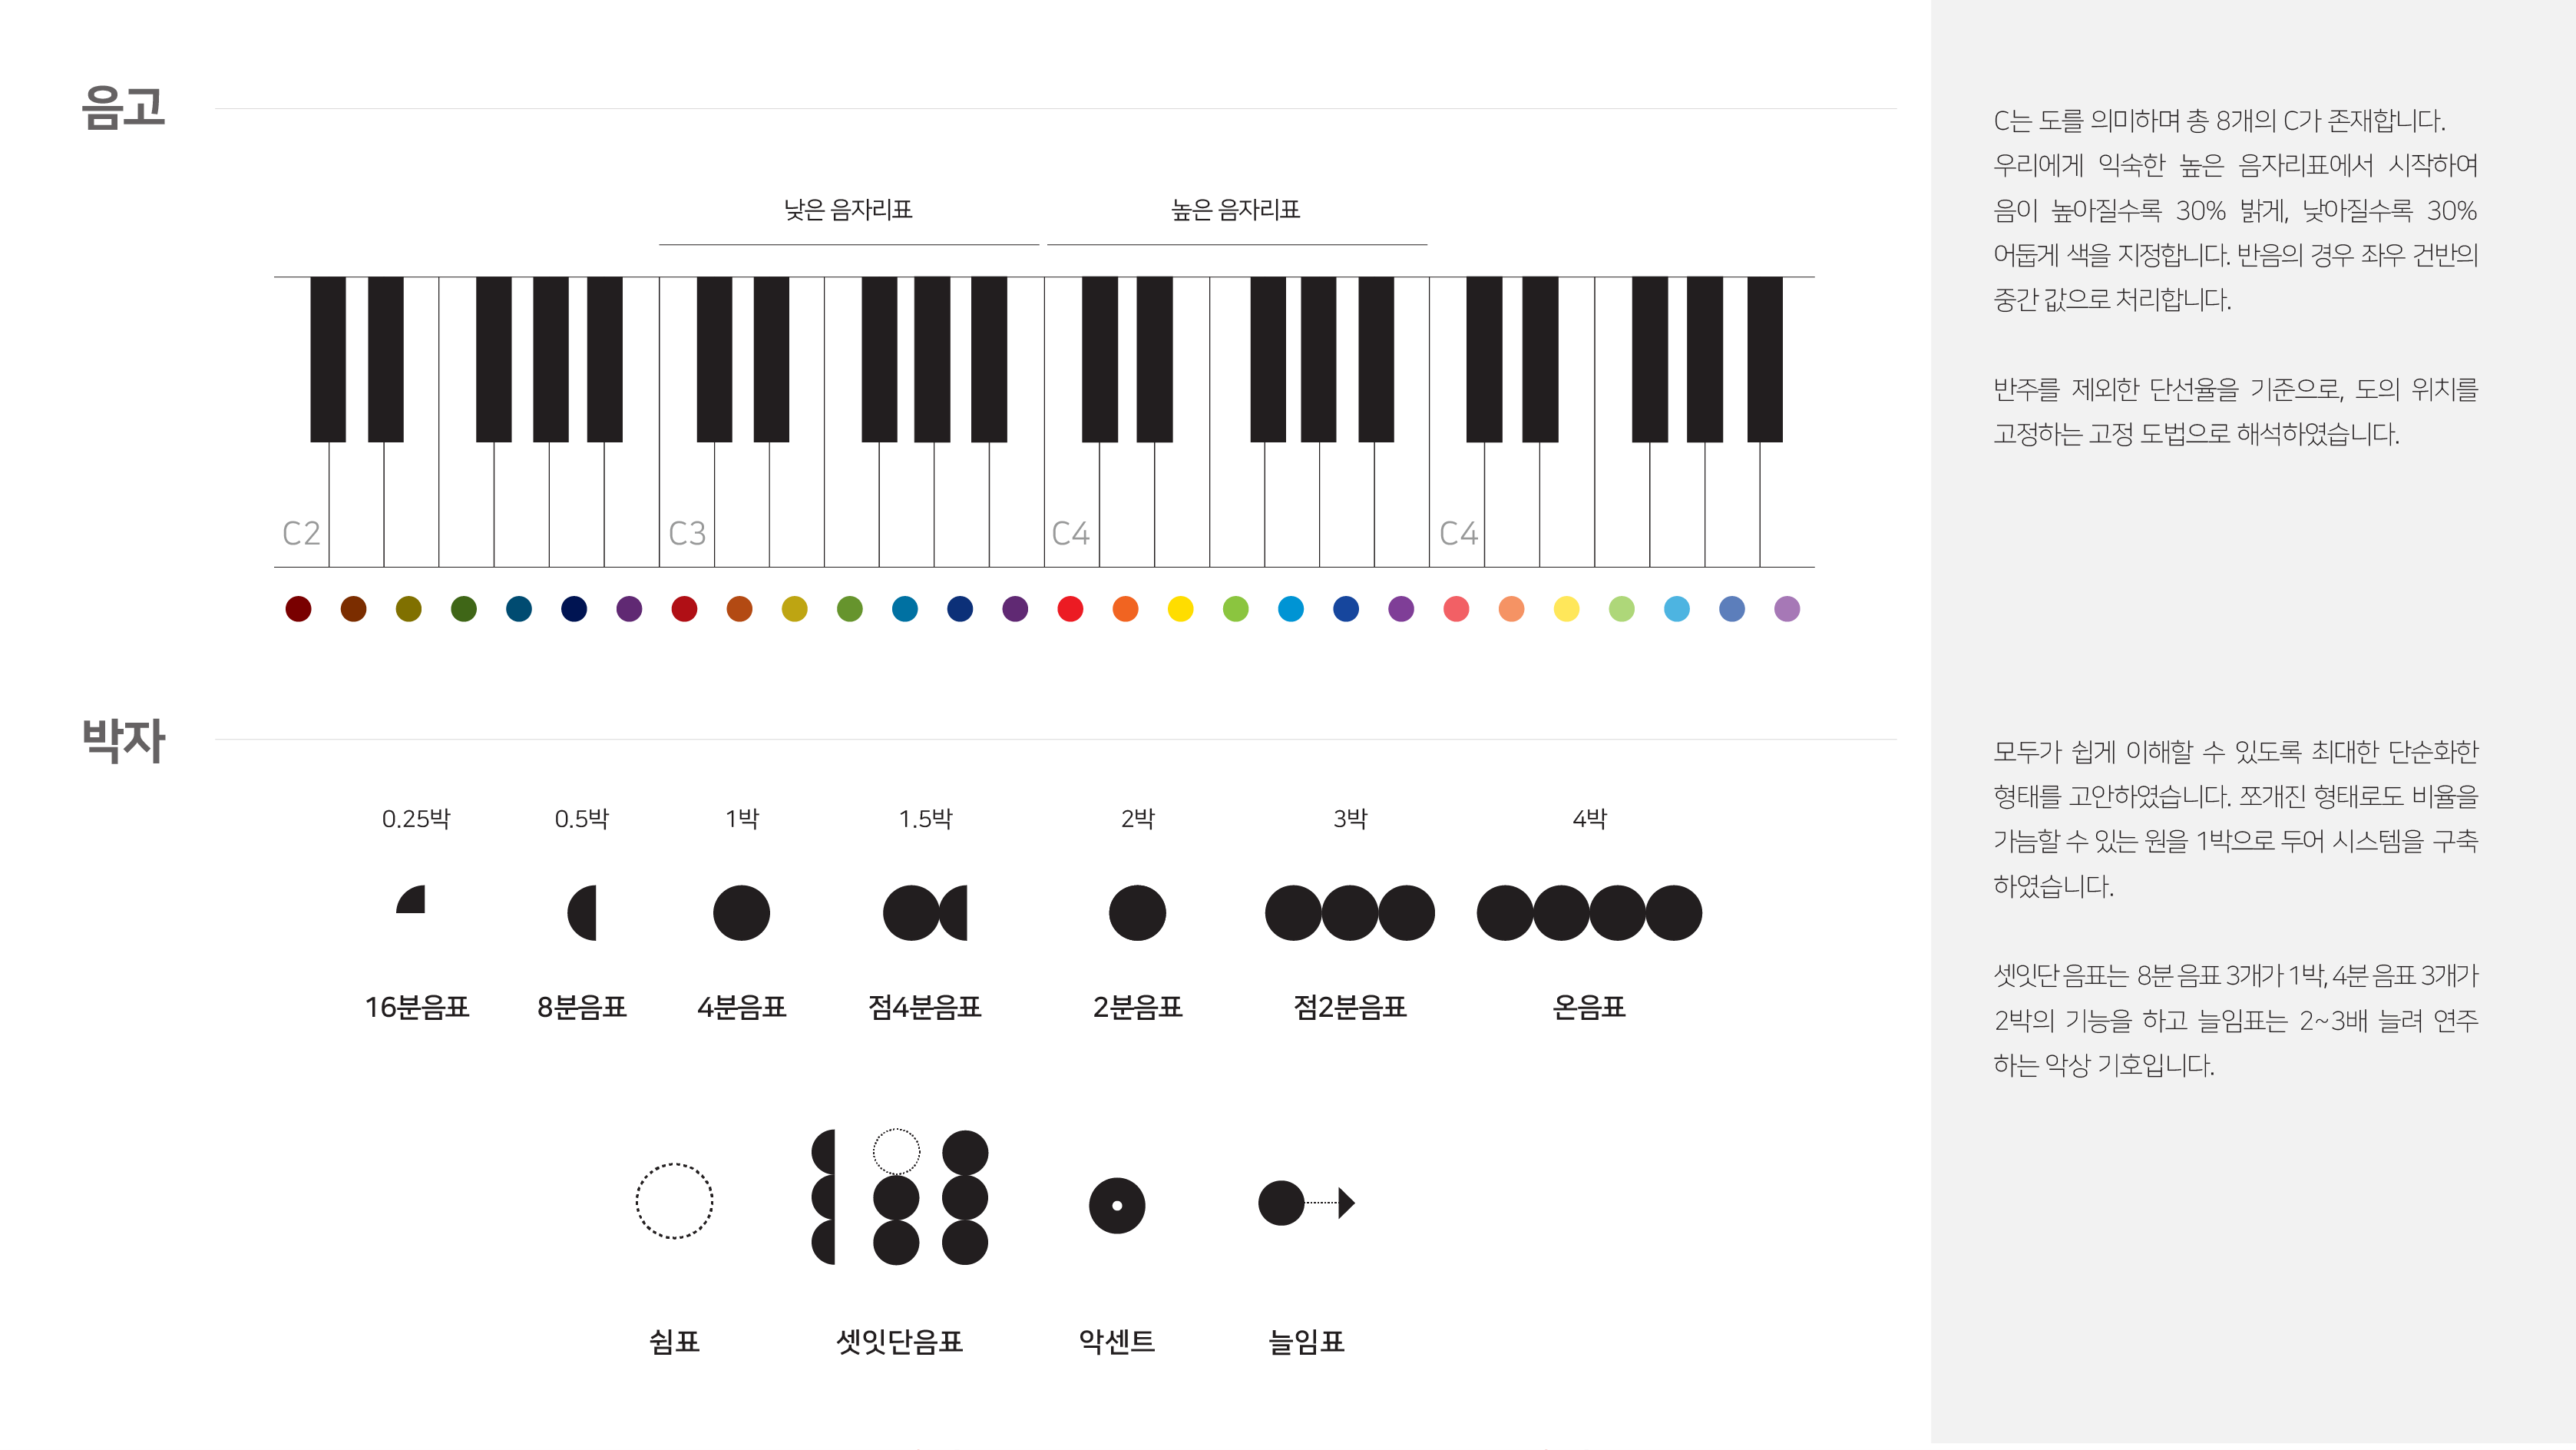 음고
낮은 음자리표
높은 음자리표
C2
C3
C4
C4
박자
0.25박
0.5박
1박
1.5박
2박
3박
4박
16분음표
8분음표
4분음표
점4분음표
2분음표
점2분음표
온음표
쉼표
셋잇단음표
악센트
늘임표
C는 도를 의미하며 총 8개의 C가 존재합니다.
우리에게 익숙한 높은 음자리표에서 시작하여
음이 높아질수록 30% 밝게, 낮아질수록 30%
어둡게 색을 지정합니다. 반음의 경우 좌우 건반의
중간 값으로 처리합니다.
반주를 제외한 단선율을 기준으로, 도의 위치를
고정하는 고정 도법으로 해석하였습니다.
모두가 쉽게 이해할 수 있도록 최대한 단순화한
형태를 고안하였습니다. 쪼개진 형태로도 비율을
가늠할 수 있는 원을 1박으로 두어 시스템을 구축
하였습니다.
셋잇단 음표는 8분 음표 3개가 1박, 4분 음표 3개가
2박의 기능을 하고 늘임표는 2~3배 늘려 연주
하는 악상 기호입니다.